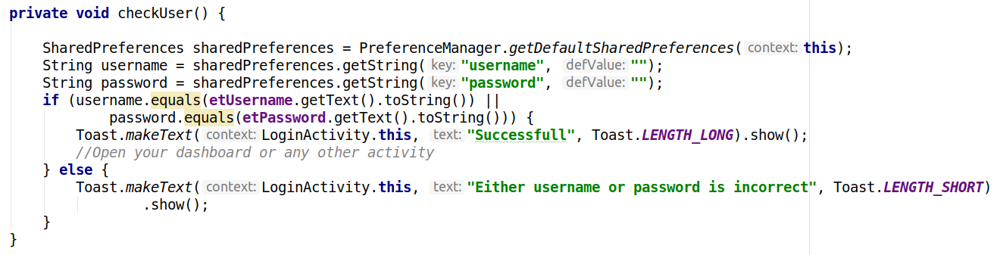 private void checkUser() {
SharedPreferences sharedPreferences = PreferenceManager.getDefaultSharedPreferences( context: this);
String username = sharedPreferences.getString( key: "username", defValue: "");
String password = sharedPreferences.getString( key: "password", defValue: "");
if (username.equals(etUsername.getText().toString()) ||
password.equals(etPassword.getText().toString())) {
Toast.makeText( context: LoginActivity.this, text: "Successfull", Toast.LENGTH_LONG).show();
//Open your dashboard or any other activity
} else {
Toast.makeText( context: LoginActivity.this, text: "Either username or password is incorrect", Toast.LENGTH_SHORT)
.show();
}
}